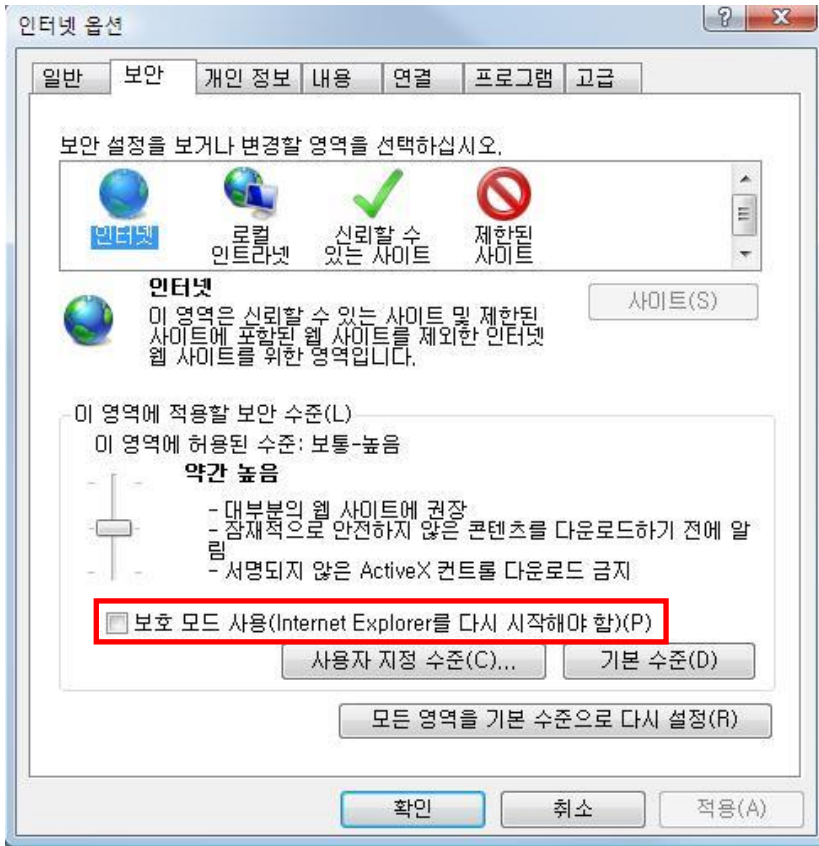 인터넷 옵션
일반 보안 개인 정보 내용 연결 프로그램 고급
보안 설정을 보거나 변경할 영역을 선택하십시오.
인터넷
로컬
인트라넷
신뢰할 수
있는 사이트
제한된
사이트
인터넷
사이트(S)
이 영역은 신뢰할 수 있는 사이트 및 제한된
사이트에 포함된 웹 사이트를 제외한 인터넷
웹 사이트를 위한 영역입니다.
이 영역에 적용할 보안 수준(L)
이 영역에 허용된 수준: 보통-높음
약간 높음
- 대부분의 웹 사이트에 권장
- 잠재적으로 안전하지 않은 콘텐츠를 다운로드하기 전에 알
림
- 서명되지 않은 ActiveX 컨트롤 다운로드 금지
보호 모드 사용(Internet Explorer를 다시 시작해야 함)(P)
사용자 지정 수준(C)... 기본 수준(D)
모든 영역을 기본 수준으로 다시 설정(R)
확인 취소 적용(A)